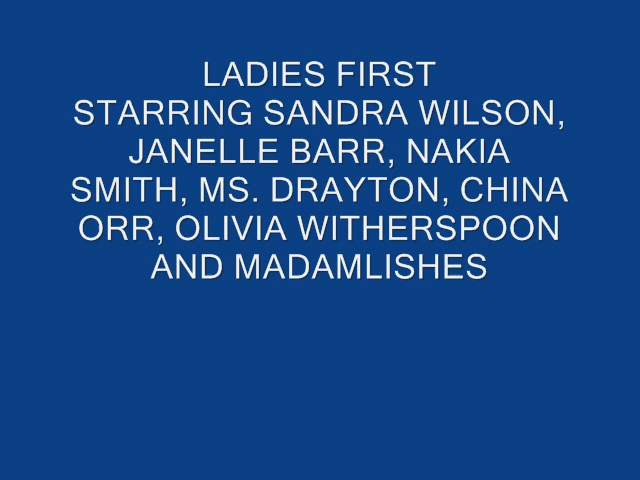 LADIES FIRST
STARRING SANDRA WILSON,
JANELLE BARR, NAKIA
SMITH, MS. DRAYTON, CHINA
ORR, OLIVIA WITHERSPOON
AND MADAMLISHES